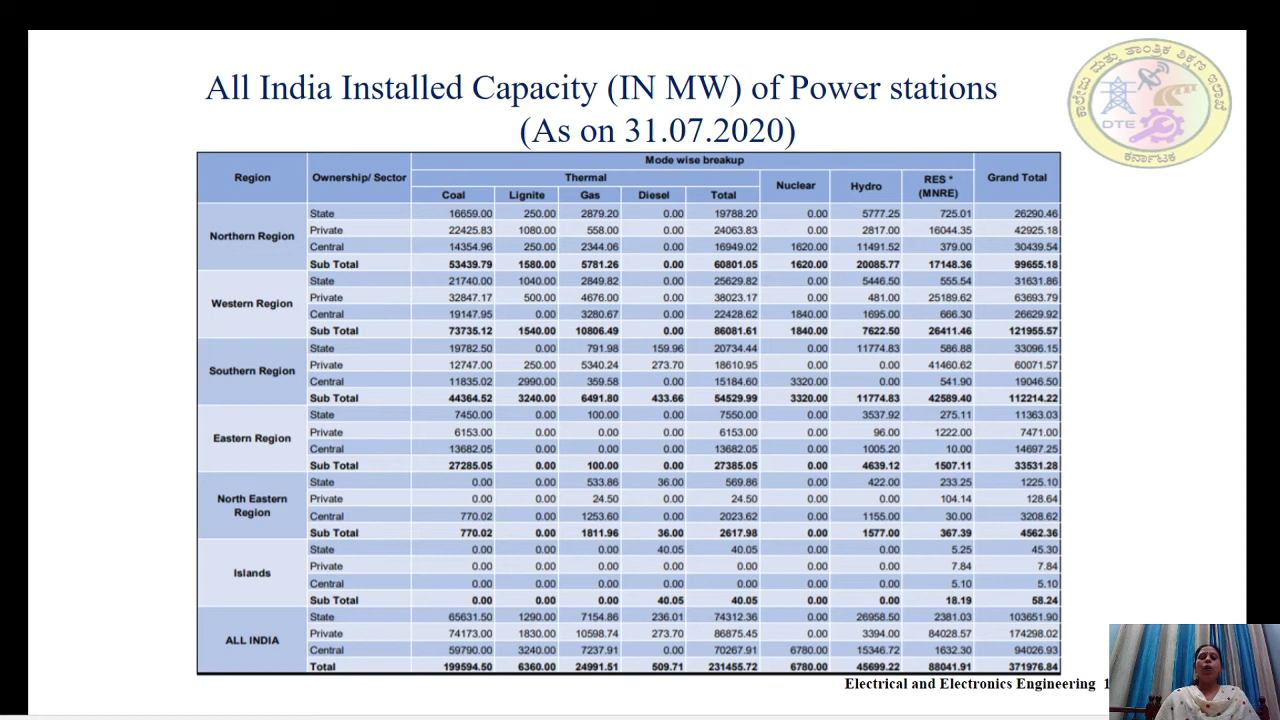 All India Installed Capacity (IN MW) of Power stations
(As on 31.07.2020)
ಕಾಲೇಜು ಮತ್ತು ತಾಂತ್ರಿಕ ಶಿಕ್ಷಣ ಇಲಾಖೆ
DTE
ಕರ್ನಾಟಕ
Region Ownership/ Sector Mode wise breakup Grand Total
Thermal Nuclear Hydro RES * (MNRE)
Coal Lignite Gas Diesel Total
Northern Region
State 16659.00 250.00 2879.20 0.00 19788.20 0.00 5777.25 725.01 26290.46
Private 22425.83 1080.00 558.00 0.00 24063.83 0.00 2817.00 16044.35 42925.18
Central 14354.96 250.00 2344.06 0.00 16949.02 1620.00 11491.52 379.00 30439.54
Sub Total 53439.79 1580.00 5781.26 0.00 60801.05 1620.00 20085.77 17148.36 99655.18
Western Region
State 21740.00 1040.00 2849.82 0.00 25629.82 0.00 5446.50 555.54 31631.86
Private 32847.17 500.00 4676.00 0.00 38023.17 0.00 481.00 25189.62 63693.79
Central 19147.95 0.00 3280.67 0.00 22428.62 1840.00 1695.00 666.30 26629.92
Sub Total 73735.12 1540.00 10806.49 0.00 86081.61 1840.00 7622.50 26411.46 121955.57
Southern Region
State 19782.50 0.00 791.98 159.96 20734.44 0.00 11774.83 586.88 33096.15
Private 12747.00 250.00 5340.24 273.70 18610.95 0.00 0.00 41460.62 60071.57
Central 11835.02 2990.00 359.58 0.00 15184.60 3320.00 0.00 541.90 19046.50
Sub Total 44364.52 3240.00 6491.80 433.66 54529.99 3320.00 11774.83 42589.40 112214.22
Eastern Region
State 7450.00 0.00 100.00 0.00 7550.00 0.00 3537.92 275.11 11363.03
Private 6153.00 0.00 0.00 0.00 6153.00 0.00 96.00 1222.00 7471.00
Central 13682.05 0.00 0.00 0.00 13682.05 0.00 1005.20 10.00 14697.25
Sub Total 27285.05 0.00 100.00 0.00 27385.05 0.00 4639.12 1507.11 33531.28
North Eastern Region
State 0.00 0.00 533.86 36.00 569.86 0.00 422.00 233.25 1225.10
Private 0.00 0.00 24.50 0.00 24.50 0.00 0.00 104.14 128.64
Central 770.02 0.00 1253.60 0.00 2023.62 0.00 1155.00 30.00 3208.62
Sub Total 770.02 0.00 1811.96 36.00 2617.98 0.00 1577.00 367.39 4562.36
Islands
State 0.00 0.00 0.00 40.05 40.05 0.00 0.00 5.25 45.30
Private 0.00 0.00 0.00 0.00 0.00 0.00 0.00 7.84 7.84
Central 0.00 0.00 0.00 0.00 0.00 0.00 0.00 5.10 5.10
Sub Total 0.00 0.00 0.00 40.05 40.05 0.00 0.00 18.19 58.24
ALL INDIA
State 65631.50 1290.00 7154.86 236.01 74312.36 0.00 26958.50 2381.03 103651.90
Private 74173.00 1830.00 10598.74 273.70 86875.45 0.00 3394.00 84028.57 174298.02
Central 59790.00 3240.00 7237.91 0.00 70267.91 6780.00 15346.72 1632.30 94026.93
Total 199594.50 6360.00 24991.51 509.71 231455.72 6780.00 45699.22 88041.91 371976.84
Electrical and Electronics Engineering 1